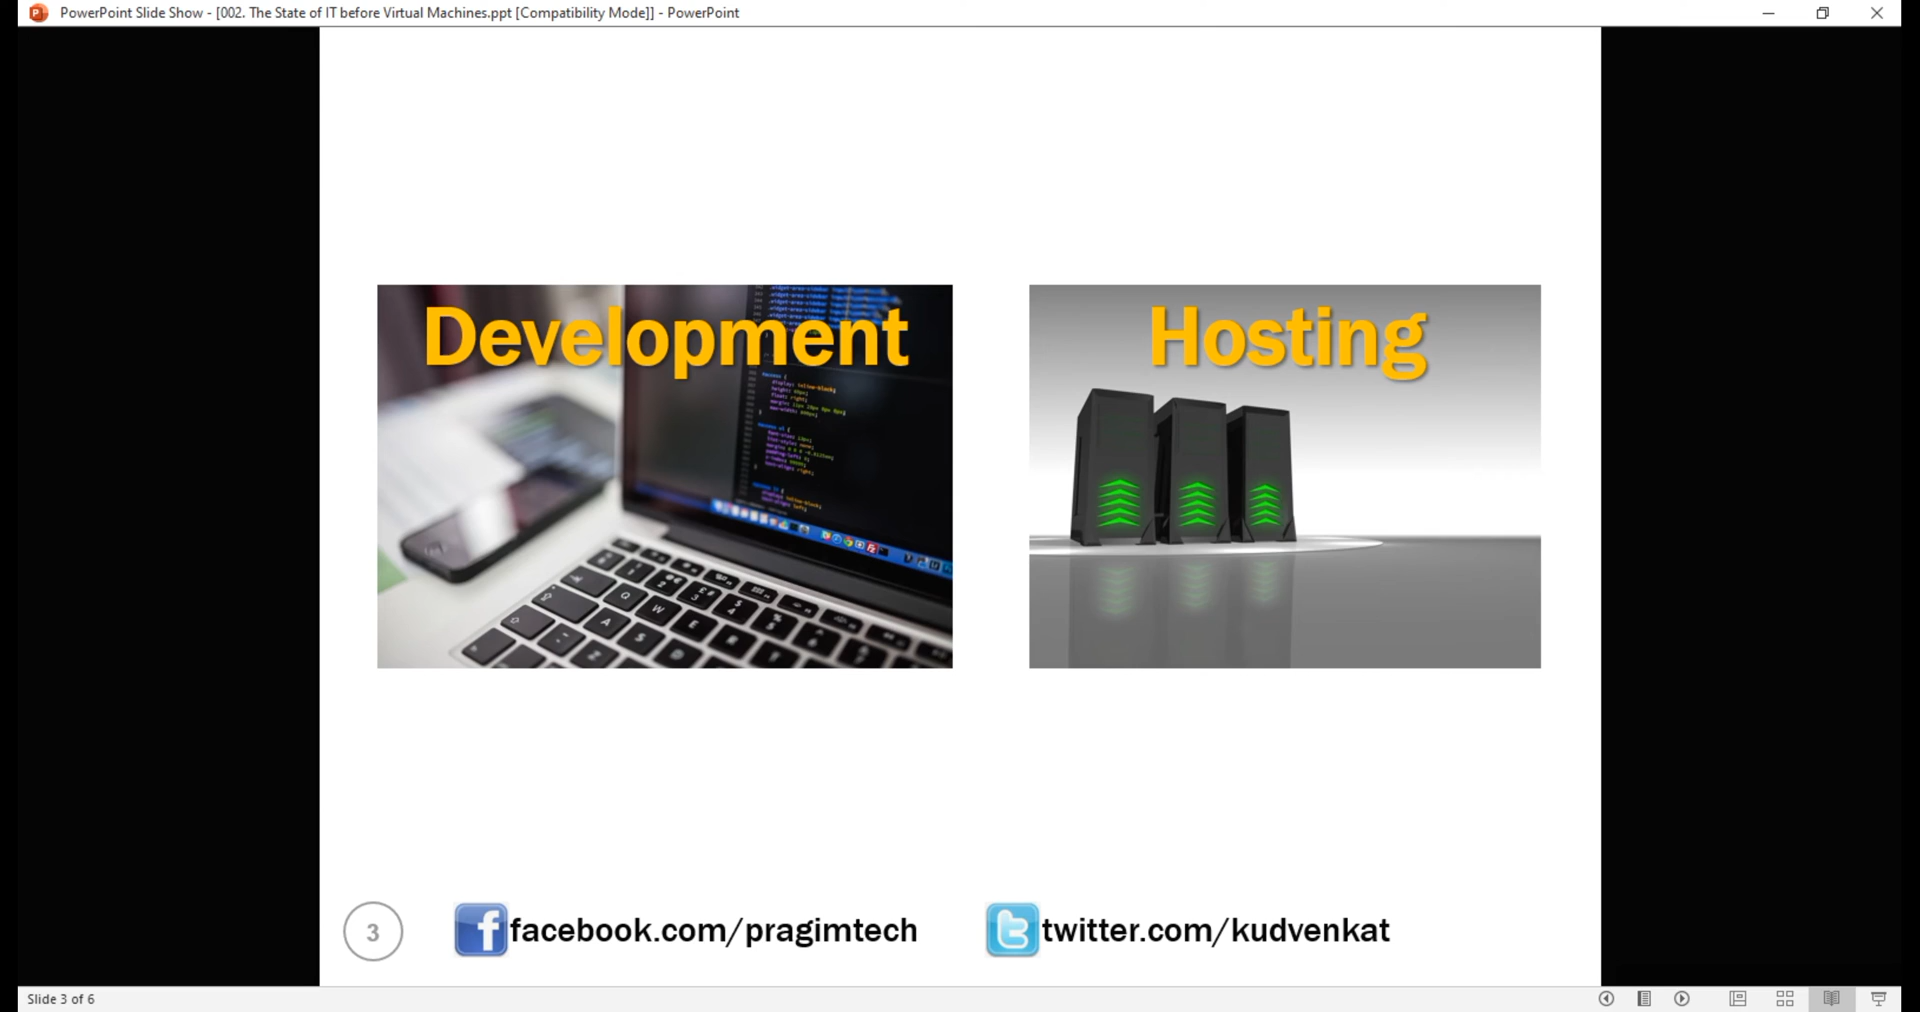 PowerPoint Slide Show - [002. The State of IT before Virtual Machines.ppt [Compatibility Mode]] - PowerPoint
Development
Hosting
3
facebook.com/pragimtech
twitter.com/kudvenkat
Slide 3 of 6